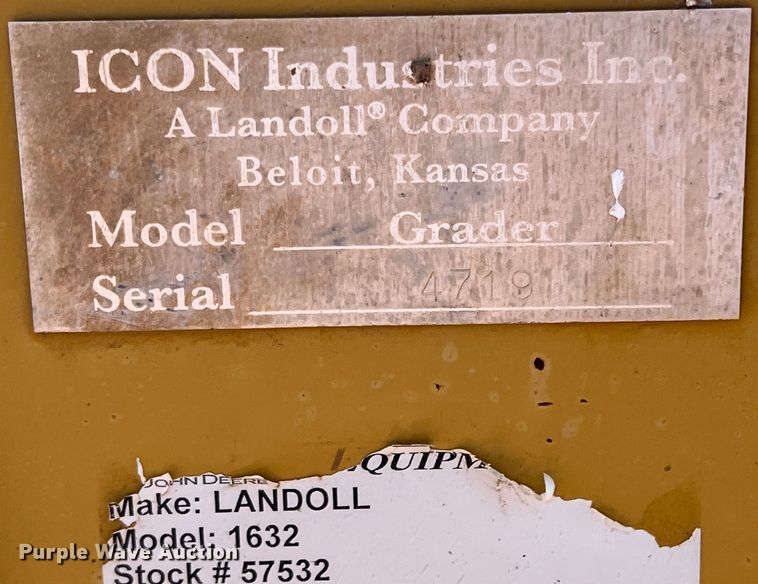 ICON Industries Inc.
A Landoll® Company
Beloit, Kansas
Model Grader
Serial 4719
JOHN DEERE
Make: LANDOLL
Model: 1632
Purple Wave Auction
Stock # 57532